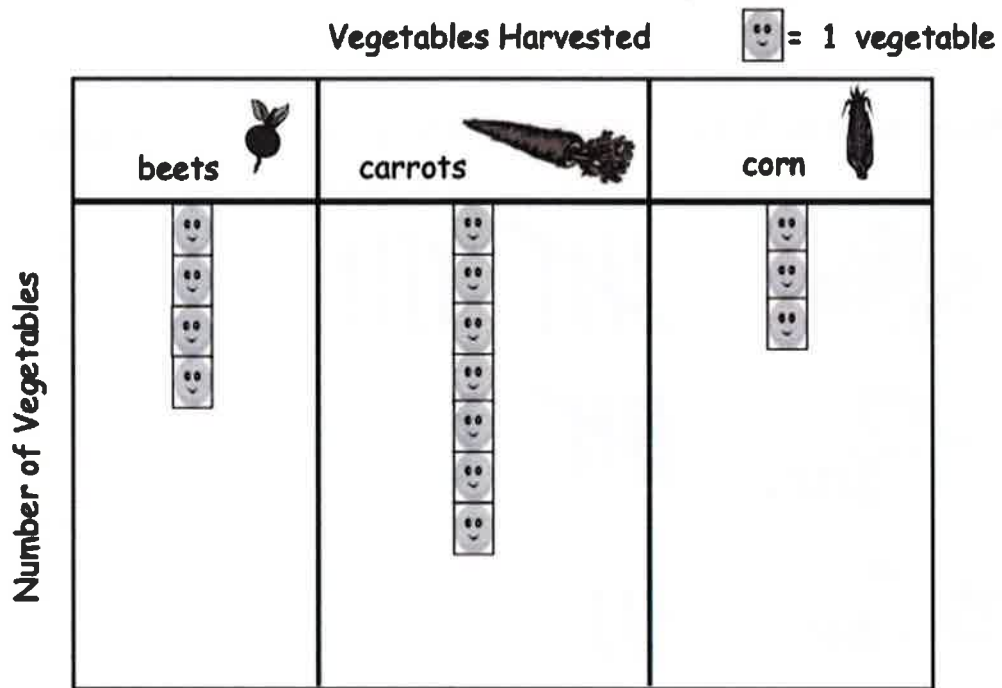 Vegetables Harvested
= 1 vegetable
beets
carrots
corn
Number of Vegetables